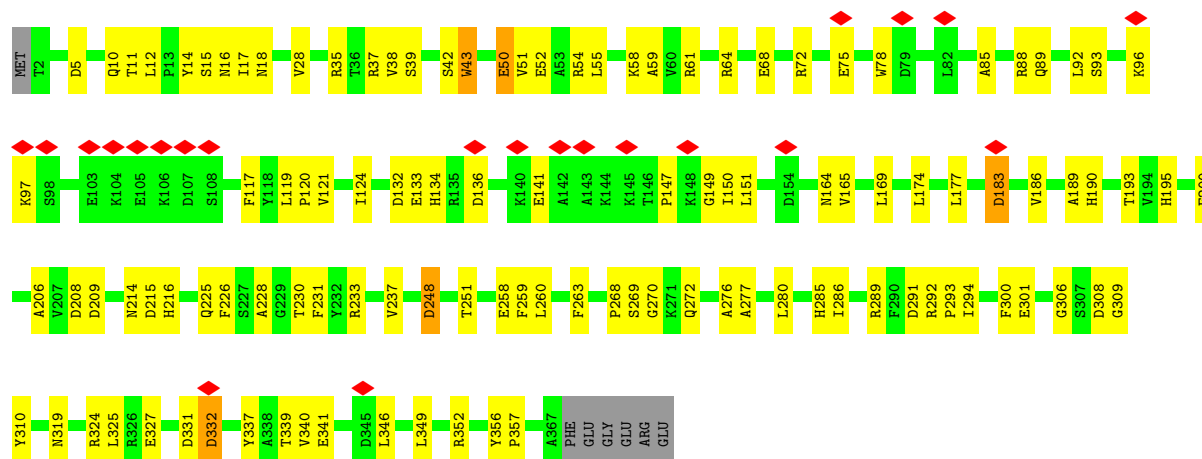 MET T2 D5 Q10 T11 L12 P13 Y14 S15 N16 I17 N18 V28 R35 T36 R37 V38 S39 S42 W43 E50 V51 E52 A53 R54 L55 K58 A59 V60 R61 R64 E68 R72 E75 W78 D79 L82 A85 R88 Q89 L92 S93 K96
K97 S98 E103 K104 E105 K106 D107 S108 F117 Y118 L119 P120 V121 I124 D132 E133 H134 R135 D136 K140 E141 A142 A143 K144 K145 T146 P147 K148 G149 I150 L151 D154 N164 V165 L169 L174 L177 D183 V186 A189 H190 T193 V194 H195
A206 V207 D208 D209 N214 D215 H216 Q225 F226 S227 A228 G229 T230 F231 Y232 R233 V237 D248 T251 E258 F259 L260 F263 P268 S269 G270 K271 Q272 A276 A277 L280 H285 I286 R289 F290 D291 R292 P293 I294 F300 E301 G306 S307 D308 G309
Y310 N319 R324 L325 R326 E327 D331 D332 Y337 A338 T339 V340 E341 D345 L346 L349 R352 Y356 P357 A367 PHE GLU GLY GLU ARG GLU